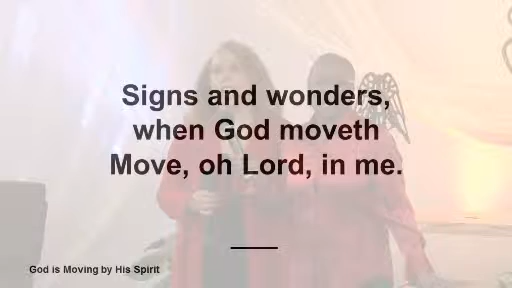 Signs and wonders,
when God moveth
Move, oh Lord, in me.
God is Moving by His Spirit